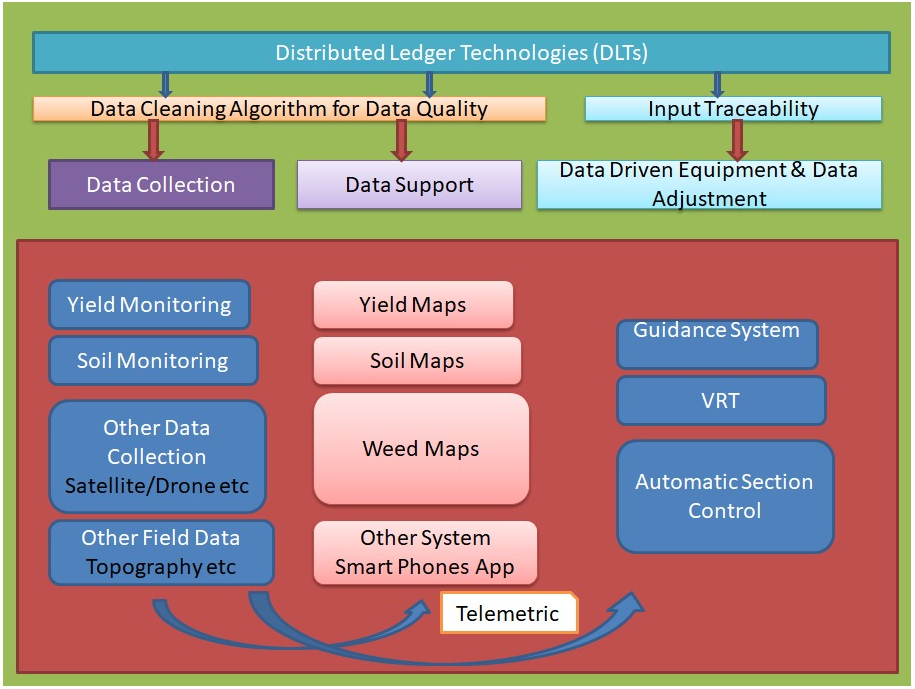 Distributed Ledger Technologies (DLTs)
Data Cleaning Algorithm for Data Quality
Input Traceability
Data Collection
Data Support
Data Driven Equipment & Data
Adjustment
Yield Monitoring
Soil Monitoring
Other Data
Collection
Satellite/Drone etc
Other Field Data
Topography etc
Yield Maps
Soil Maps
Weed Maps
Other System
Smart Phones App
Guidance System
VRT
Automatic Section
Control
Telemetric